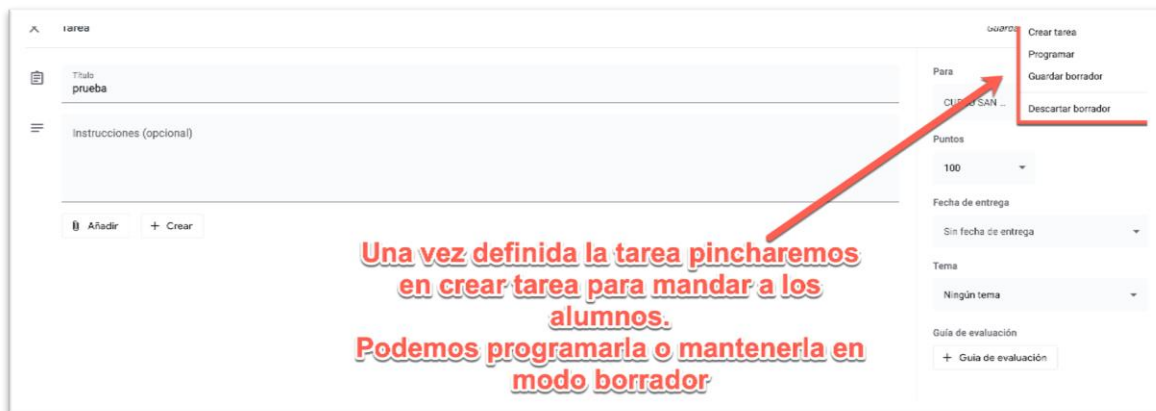 Tarea
Guarda
Crear tarea
Programar
Guardar borrador
Descartar borrador
Título
prueba
Instrucciones (opcional)
Añadir
+ Crear
Para
SAN ...
Puntos
100
Fecha de entrega
Sin fecha de entrega
Tema
Ningún tema
Guía de evaluación
+ Guía de evaluación
Una vez definida la tarea pincharemos
en crear tarea para mandar a los
alumnos.
Podemos programarla o mantenerla en
modo borrador